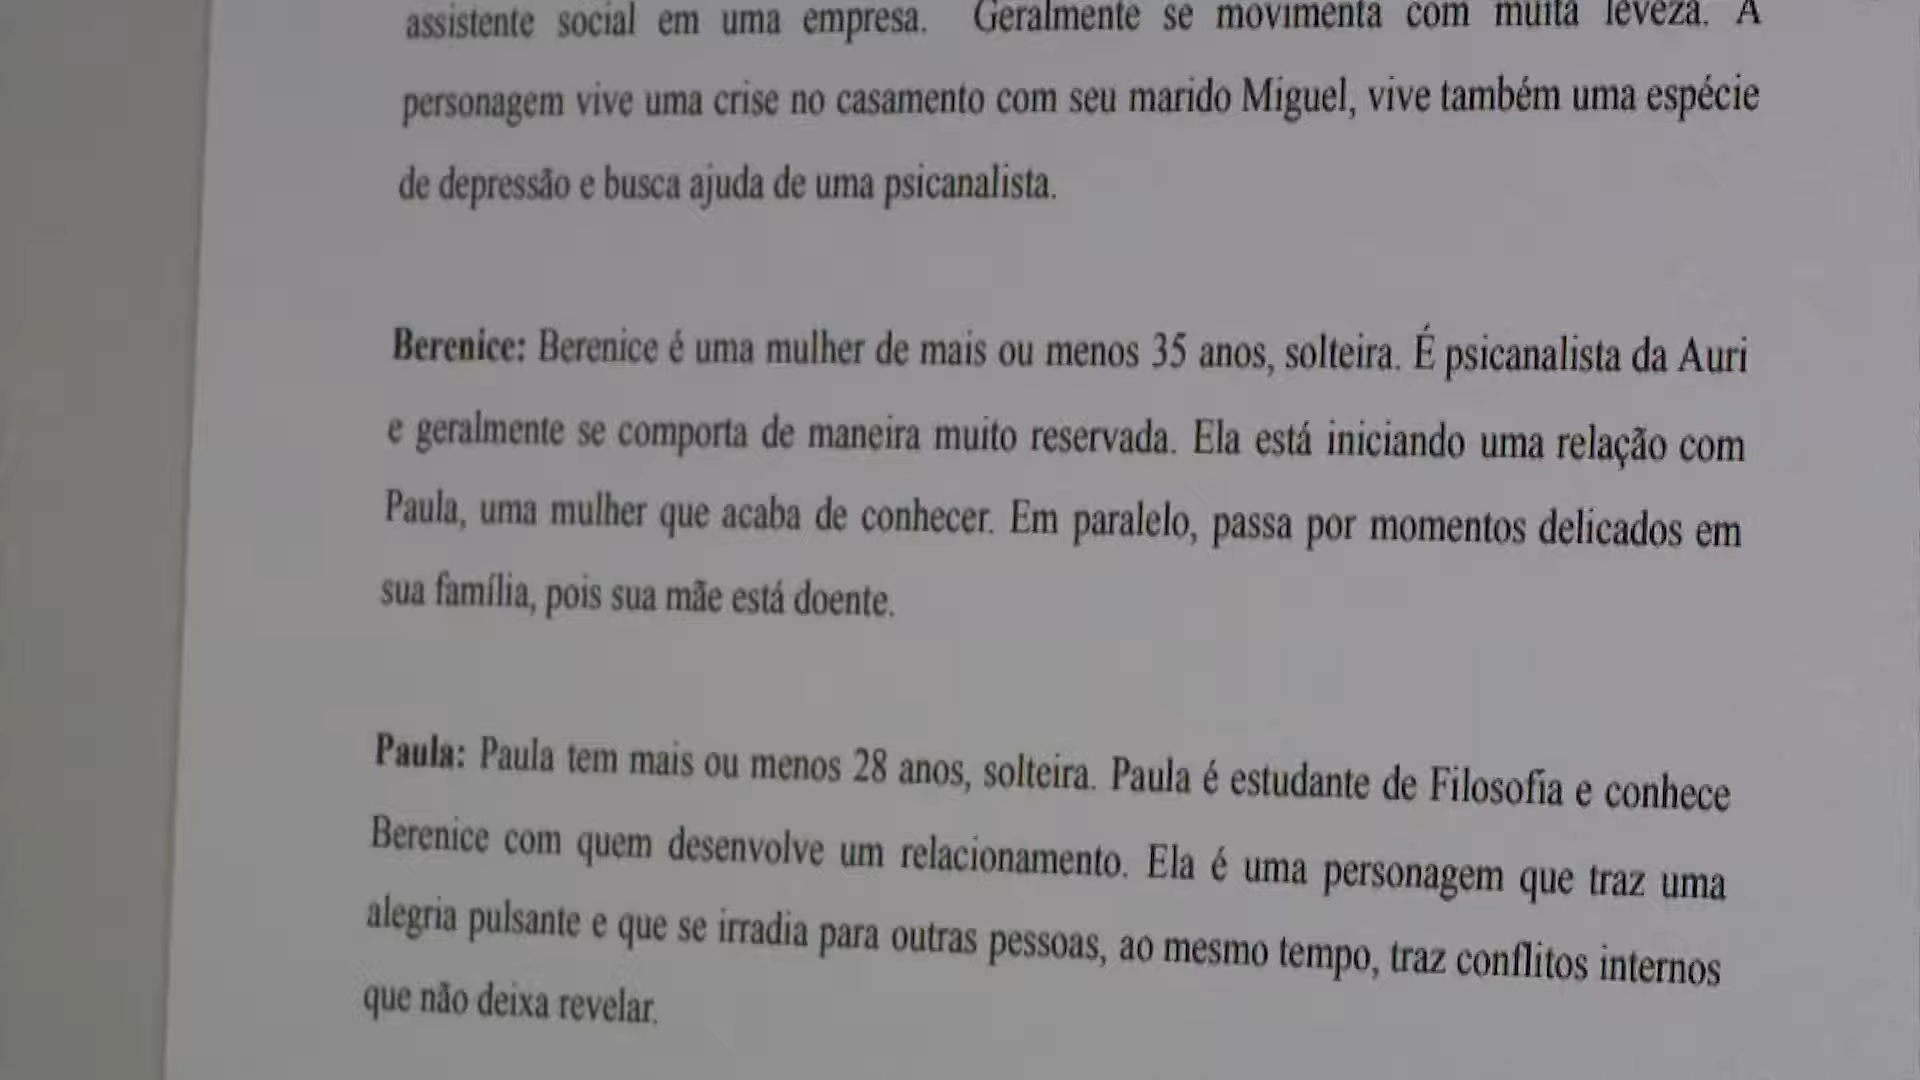 assistente social em uma empresa. Geralmente se movimenta com muita leveza. A
personagem vive uma crise no casamento com seu marido Miguel, vive também uma espécie
de depressão e busca ajuda de uma psicanalista.
Berenice: Berenice é uma mulher de mais ou menos 35 anos, solteira. É psicanalista da Auri
e geralmente se comporta de maneira muito reservada. Ela está iniciando uma relação com
Paula, uma mulher que acaba de conhecer. Em paralelo, passa por momentos delicados em
sua família, pois sua mãe está doente.
Paula: Paula tem mais ou menos 28 anos, solteira. Paula é estudante de Filosofia e conhece
Berenice com quem desenvolve um relacionamento. Ela é uma personagem que traz uma
alegria pulsante e que se irradia para outras pessoas, ao mesmo tempo, traz conflitos internos
que não deixa revelar.